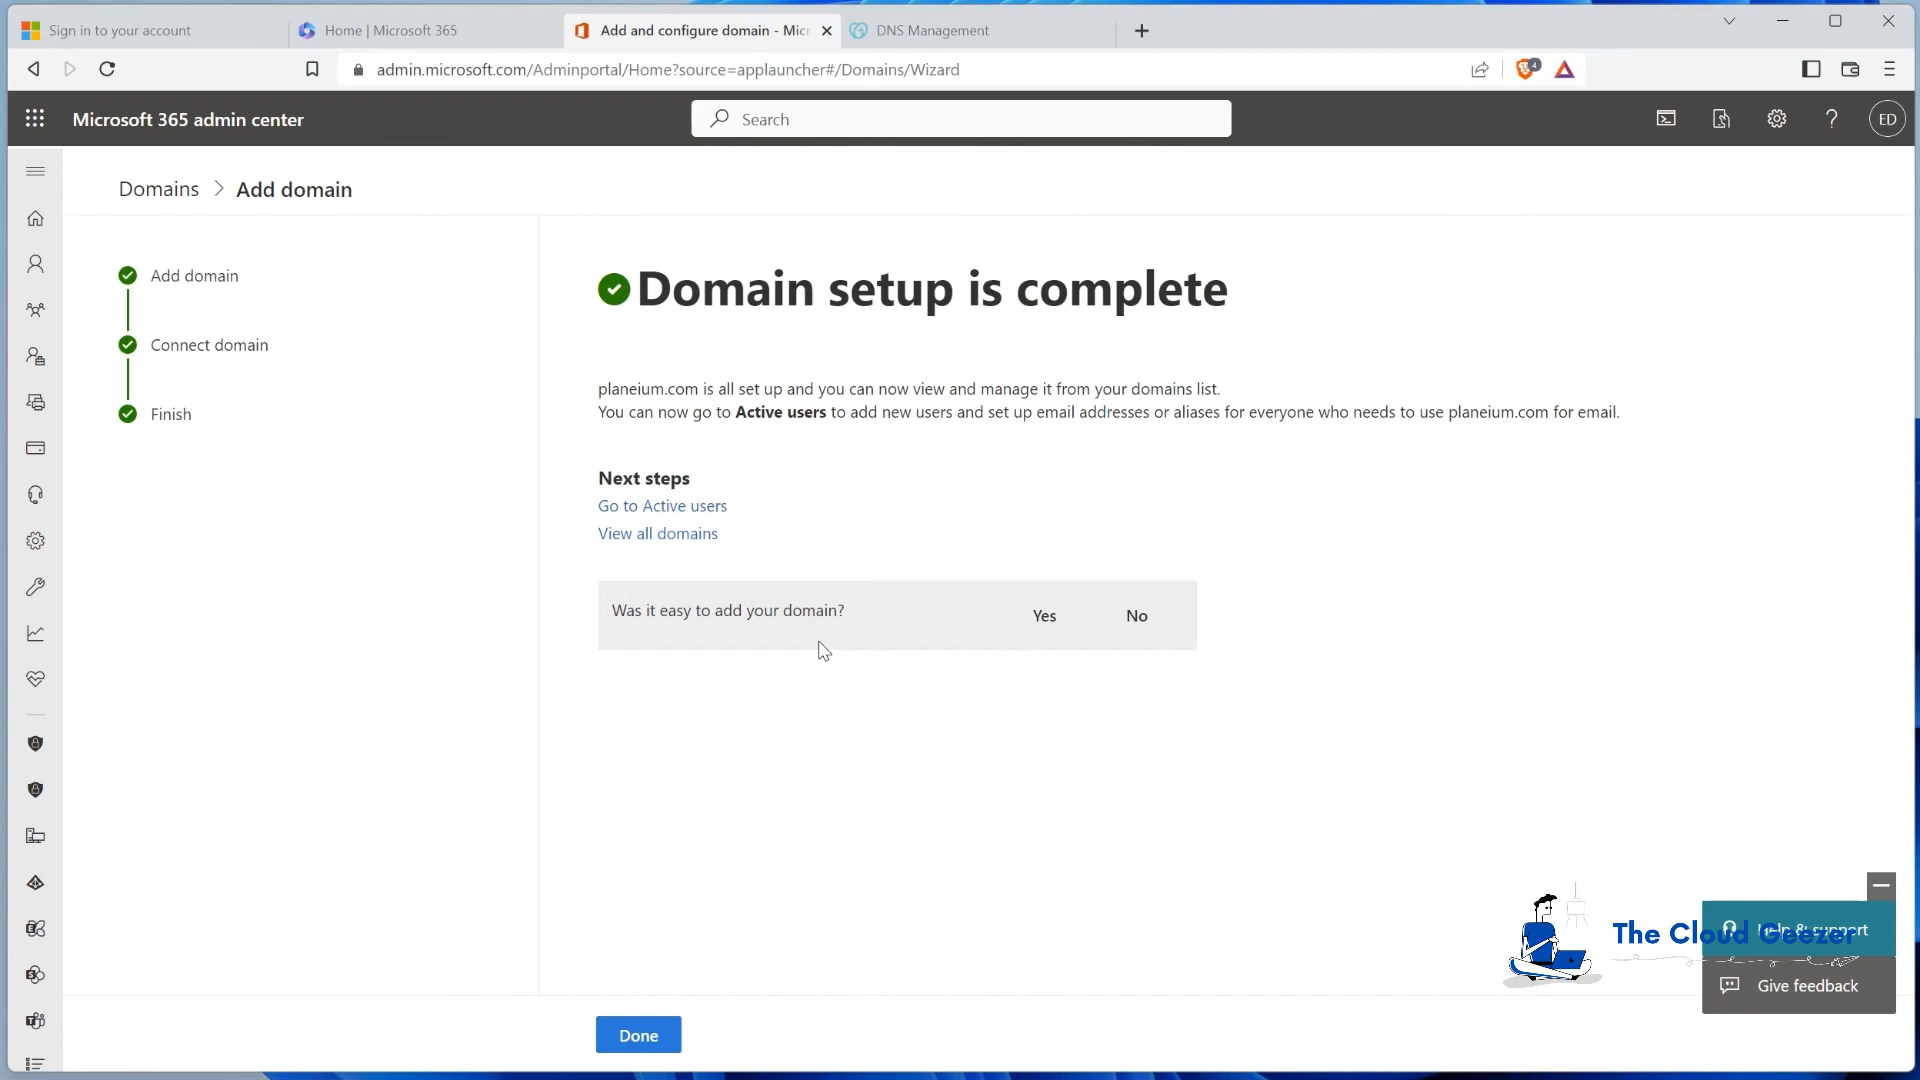 Sign in to your account
Home | Microsoft 365
Add and configure domain - Micr
DNS Management
admin.microsoft.com/Adminportal/Home?source=applauncher#/Domains/Wizard
4
Microsoft 365 admin center
Search
ED
Domains > Add domain
Add domain
Connect domain
Finish
Domain setup is complete
planeium.com is all set up and you can now view and manage it from your domains list.
You can now go to Active users to add new users and set up email addresses or aliases for everyone who needs to use planeium.com for email.
Next steps
Go to Active users
View all domains
Was it easy to add your domain?
Yes
No
The Cloud Geezer
Help & support
Give feedback
Done